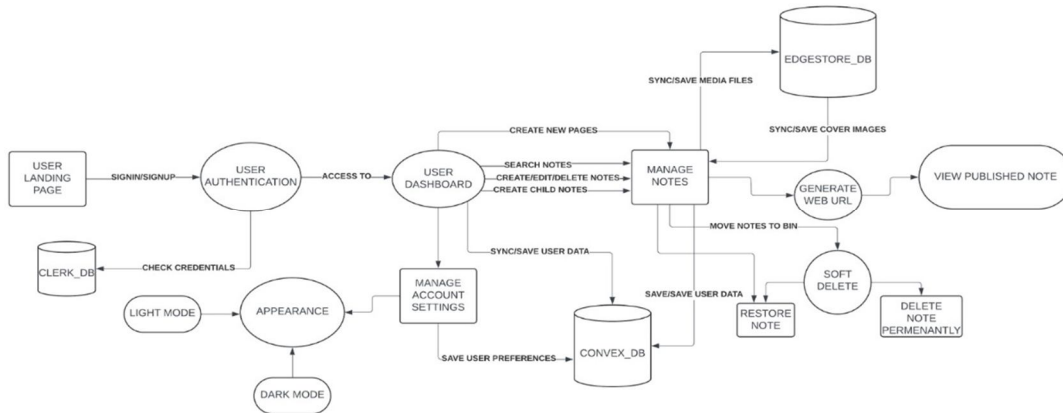 EDGESTORE_DB
SYNC/SAVE MEDIA FILES
SYNC/SAVE COVER IMAGES
CREATE NEW PAGES
USER
LANDING
PAGE
SIGNIN/SIGNUP
USER
AUTHENTICATION
ACCESS TO
USER
DASHBOARD
SEARCH NOTES
CREATE/EDIT/DELETE NOTES
CREATE CHILD NOTES
MANAGE
NOTES
GENERATE
WEB URL
VIEW PUBLISHED NOTE
MOVE NOTES TO BIN
SYNC/SAVE USER DATA
CLERK_DB
CHECK CREDENTIALS
MANAGE
ACCOUNT
SETTINGS
SOFT
DELETE
SAVE/SAVE USER DATA
LIGHT MODE
APPEARANCE
RESTORE
NOTE
DELETE
NOTE
PERMENANTLY
SAVE USER PREFERENCES
CONVEX_DB
DARK MODE